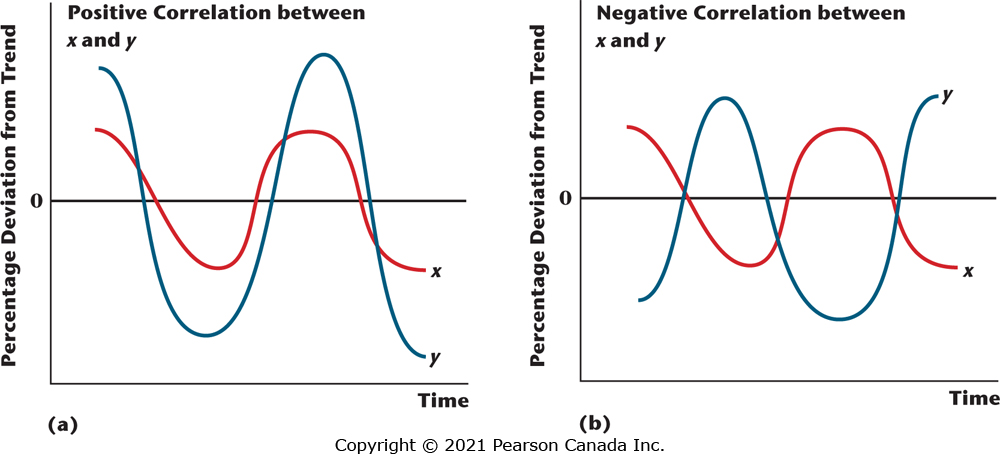 Positive Correlation between
x and y
Percentage Deviation from Trend
0
x
y
Time
(a)
Negative Correlation between
x and y
Percentage Deviation from Trend
0
y
x
Time
(b)
Copyright © 2021 Pearson Canada Inc.